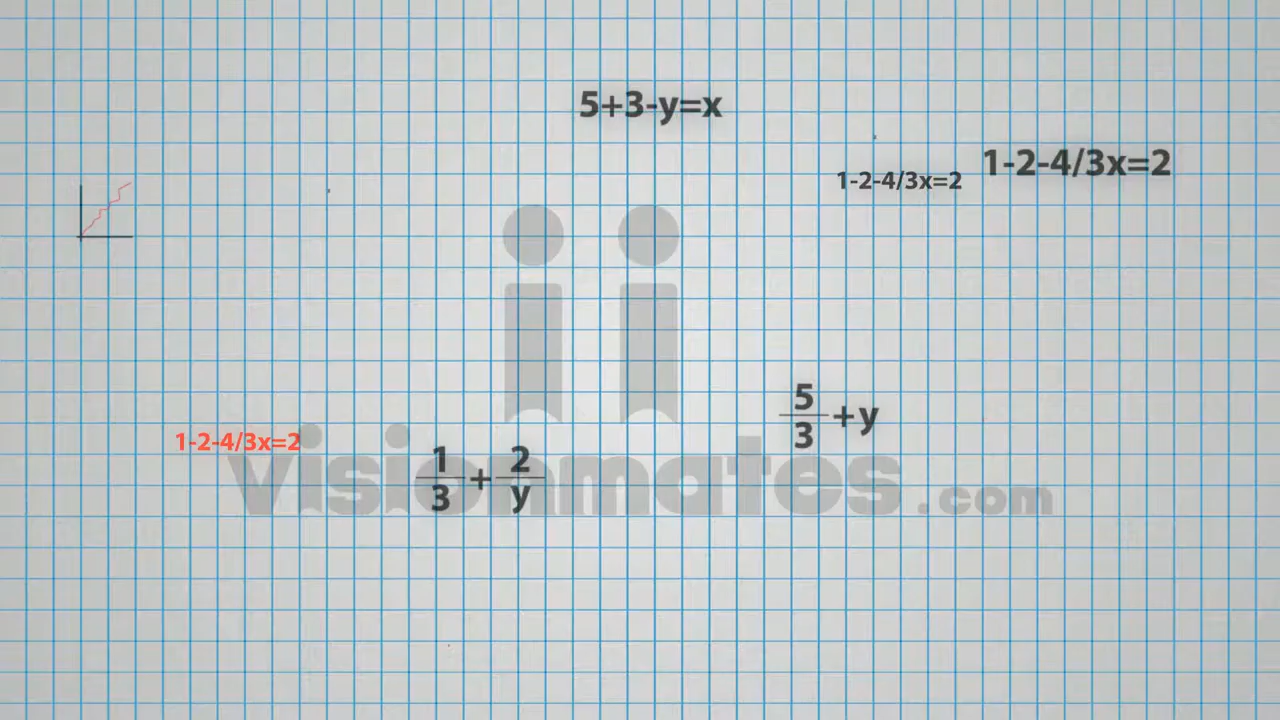 5+3-y=x
1-2-4/3x=2
1-2-4/3x=2
5/3+y
1-2-4/3x=2
1/3+2/y
visionmates.com